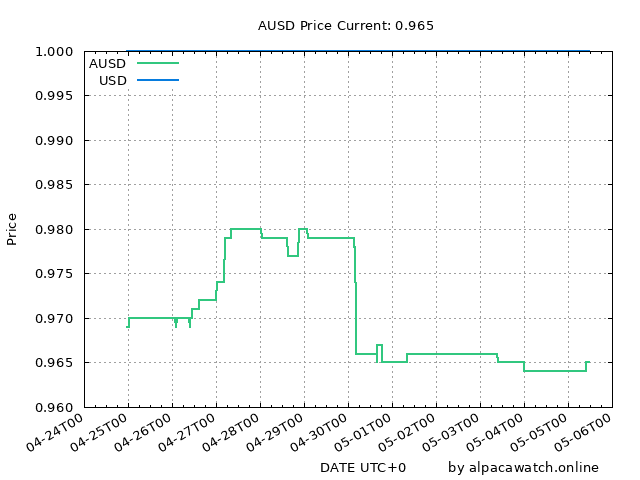 AUSD Price Current: 0.965
AUSD
USD
Price
1.000
0.995
0.990
0.985
0.980
0.975
0.970
0.965
0.960
04-24T00
04-25T00
04-26T00
04-27T00
04-28T00
04-29T00
04-30T00
05-01T00
05-02T00
05-03T00
05-04T00
05-05T00
05-06T00
DATE UTC+0
by alpacawatch.online